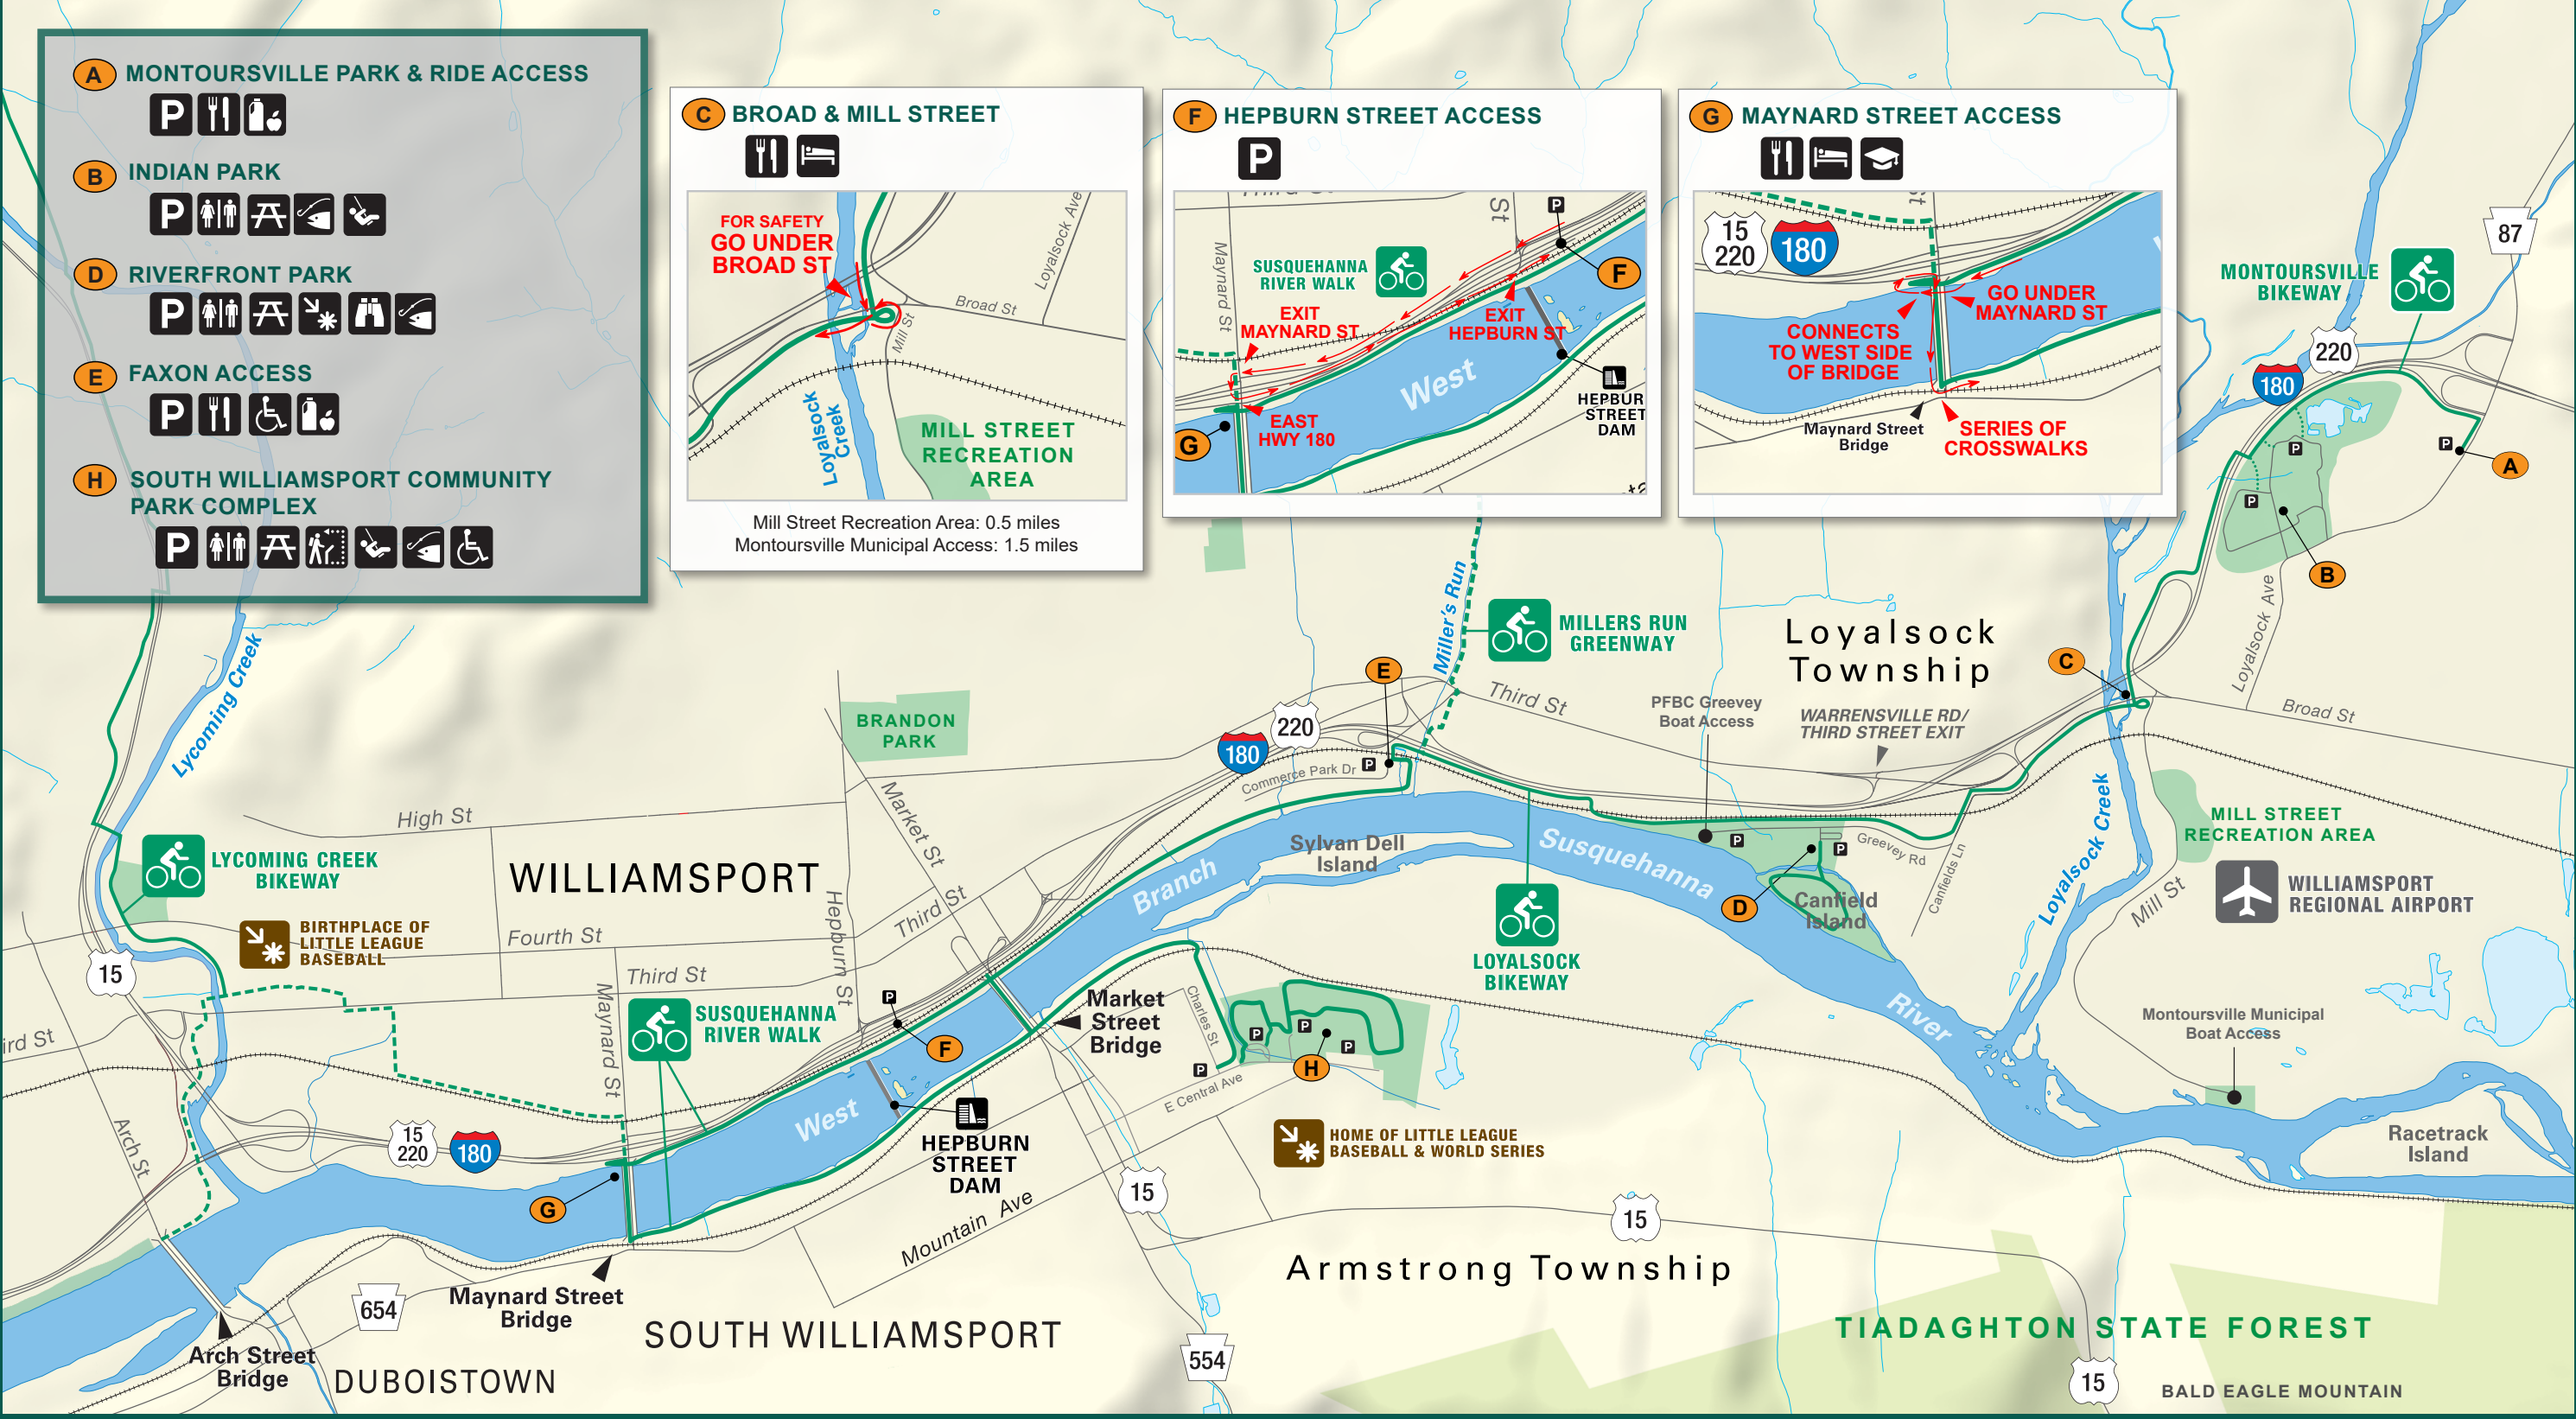 A MONTOURSVILLE PARK & RIDE ACCESS
P
B INDIAN PARK
P
D RIVERFRONT PARK
P
E FAXON ACCESS
P
H SOUTH WILLIAMSPORT COMMUNITY
PARK COMPLEX
P
C BROAD & MILL STREET
FOR SAFETY
GO UNDER
BROAD ST
Loyalsock Ave
Broad St
Mill St
Loyalsock
Creek
MILL STREET
RECREATION
AREA
Mill Street Recreation Area: 0.5 miles
Montoursville Municipal Access: 1.5 miles
F HEPBURN STREET ACCESS
P
St
P
Maynard St
SUSQUEHANNA
RIVER WALK
F
EXIT
MAYNARD ST
EXIT
HEPBURN ST
West
HEPBUR
STREET
DAM
EAST
HWY 180
G
G MAYNARD STREET ACCESS
St
15
220
180
GO UNDER
MAYNARD ST
CONNECTS
TO WEST SIDE
OF BRIDGE
Maynard Street
Bridge
SERIES OF
CROSSWALKS
87
MONTOURSVILLE
BIKEWAY
220
180
P
A
P
P
B
Loyalsock Ave
Lycoming Creek
Miller's Run
MILLERS RUN
GREENWAY
Loyalsock
Township
C
E
Third St
PFBC Greevey
Boat Access
WARRENSVILLE RD/
THIRD STREET EXIT
Broad St
BRANDON
PARK
220
180
Commerce Park Dr
P
High St
Market St
Sylvan Dell
Island
Susquehanna
P
P
Greevey Rd
Canfields Ln
Loyalsock Creek
MILL STREET
RECREATION AREA
LYCOMING CREEK
BIKEWAY
WILLIAMSPORT
Branch
D
Canfield
Island
Mill St
WILLIAMSPORT
REGIONAL AIRPORT
BIRTHPLACE OF
LITTLE LEAGUE
BASEBALL
Fourth St
Hepburn St
Third St
LOYALSOCK
BIKEWAY
15
Third St
Maynard St
SUSQUEHANNA
RIVER WALK
P
F
Market
Street
Bridge
Charles St
P
P
P
P
H
River
Montoursville Municipal
Boat Access
ird St
E Central Ave
West
HEPBURN
STREET
DAM
HOME OF LITTLE LEAGUE
BASEBALL & WORLD SERIES
Racetrack
Island
Arch St
15
220
180
G
15
15
Mountain Ave
Armstrong Township
654
Maynard Street
Bridge
SOUTH WILLIAMSPORT
TIADAGHTON STATE FOREST
Arch Street
Bridge
DUBOISTOWN
554
15
BALD EAGLE MOUNTAIN